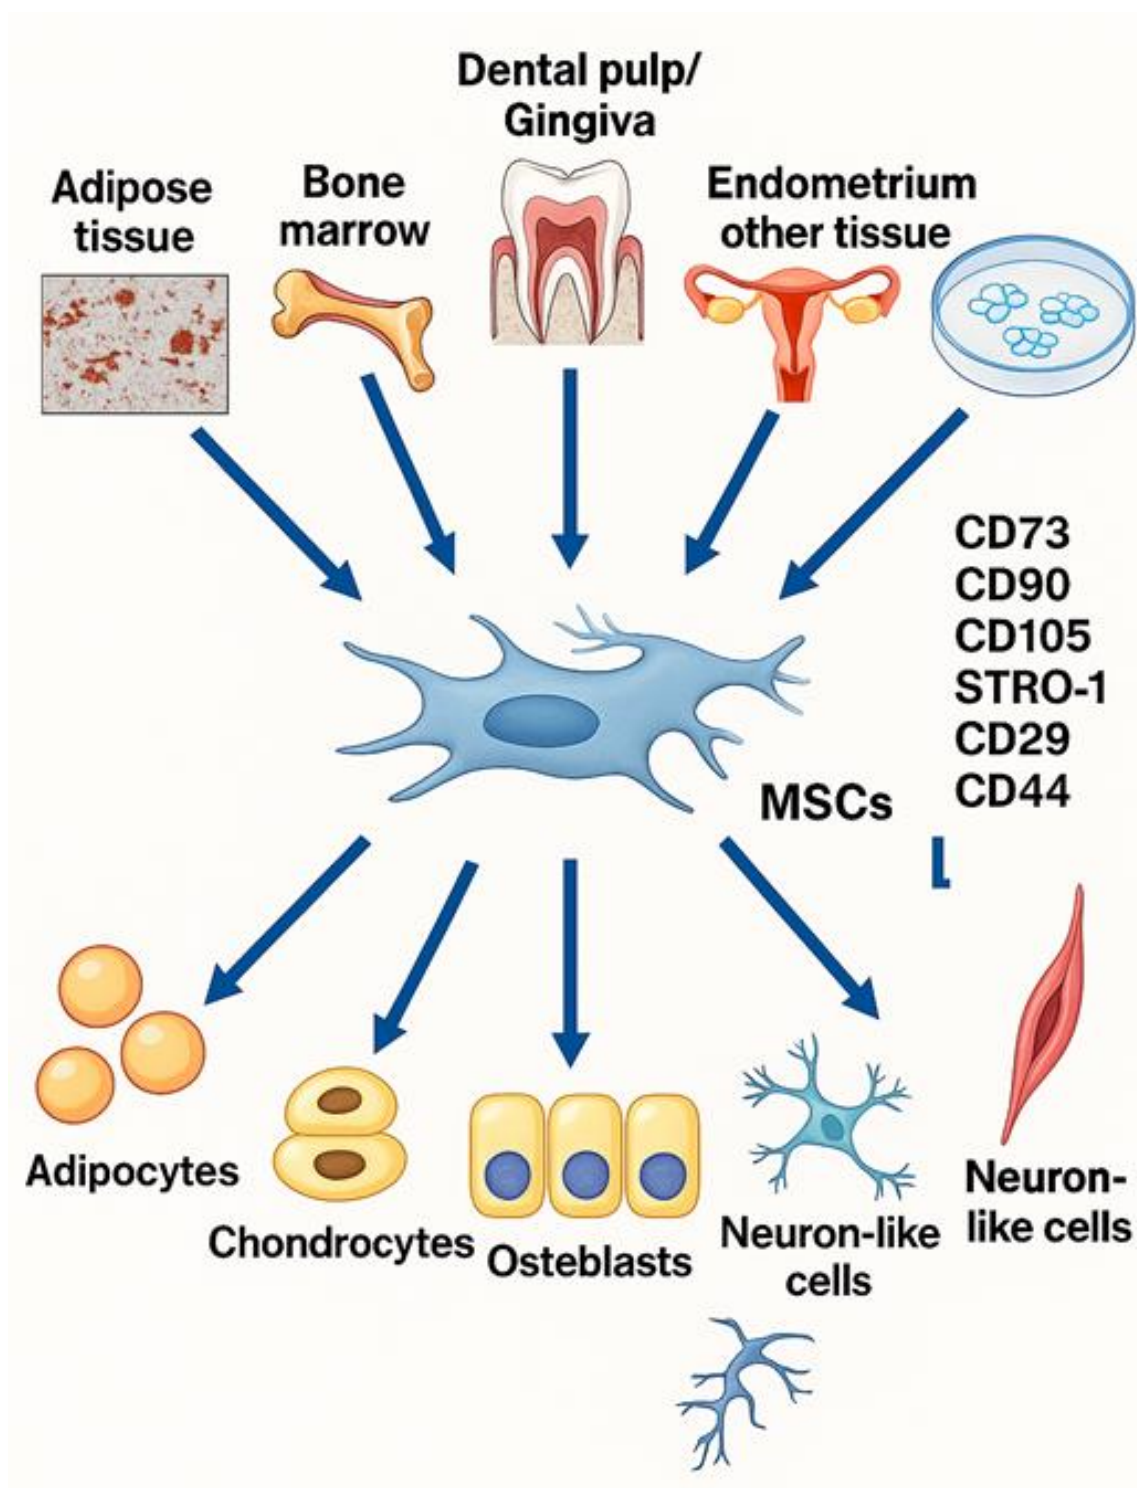 Dental pulp/
Gingiva
Adipose
tissue
Bone
marrow
Endometrium
other tissue
CD73
CD90
CD105
STRO-1
CD29
CD44
MSCs
Adipocytes
Chondrocytes
Osteblasts
Neuron-like
cells
Neuron-
like cells